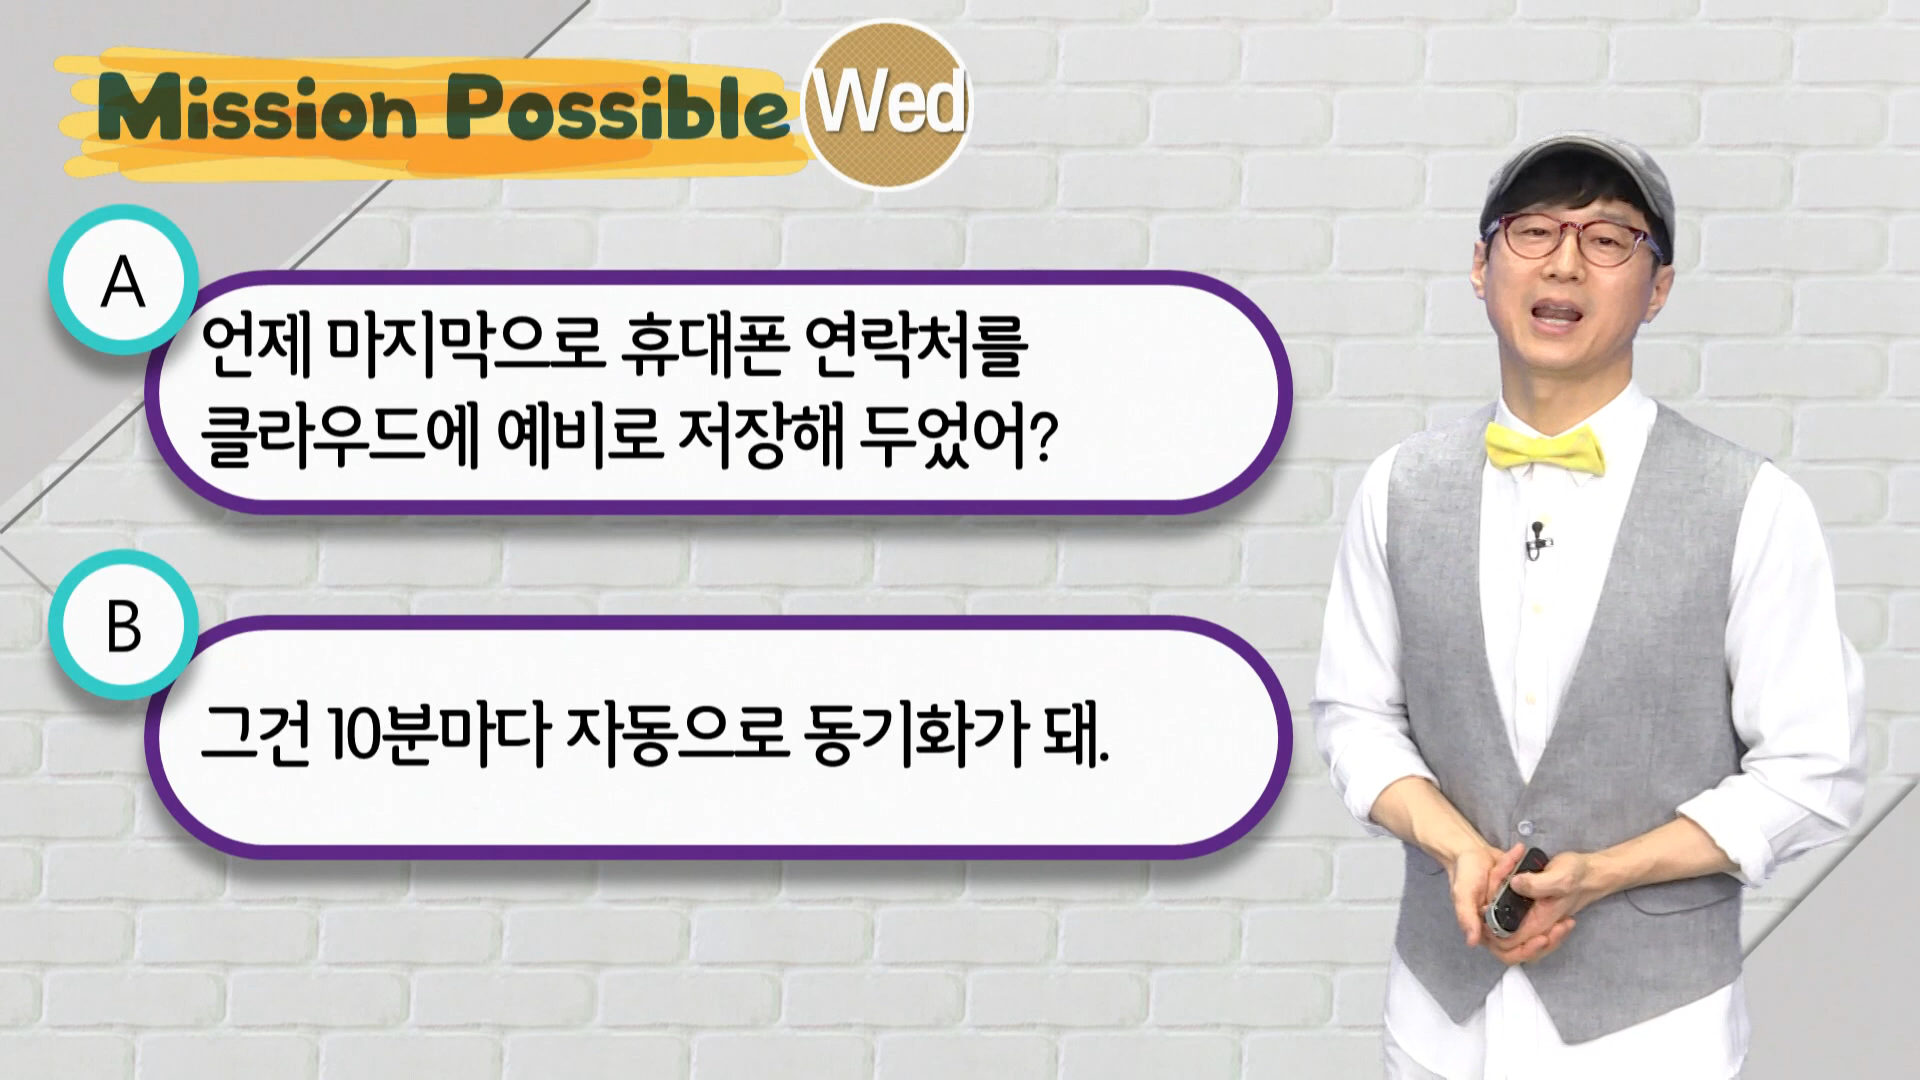 Mission Possible Wed
A
언제 마지막으로 휴대폰 연락처를
클라우드에 예비로 저장해 두었어?
B
그건 10분마다 자동으로 동기화가 돼.